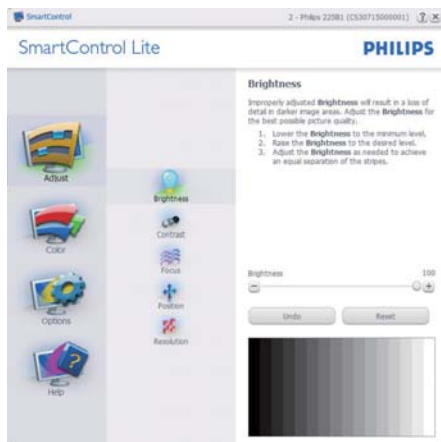 SmartControl
2 - Philips 225B1 (CS30715000001)
SmartControl Lite
PHILIPS
Adjust
Color
Options
Help
Brightness
Contrast
Focus
Position
Resolution
Brightness
Improperly adjusted Brightness will result in a loss of
detail in darker image areas. Adjust the Brightness for
the best possible picture quality.
1. Lower the Brightness to the minimum level.
2. Raise the Brightness to the desired level.
3. Adjust the Brightness as needed to achieve
an equal separation of the stripes.
Brightness 100
Undo Reset